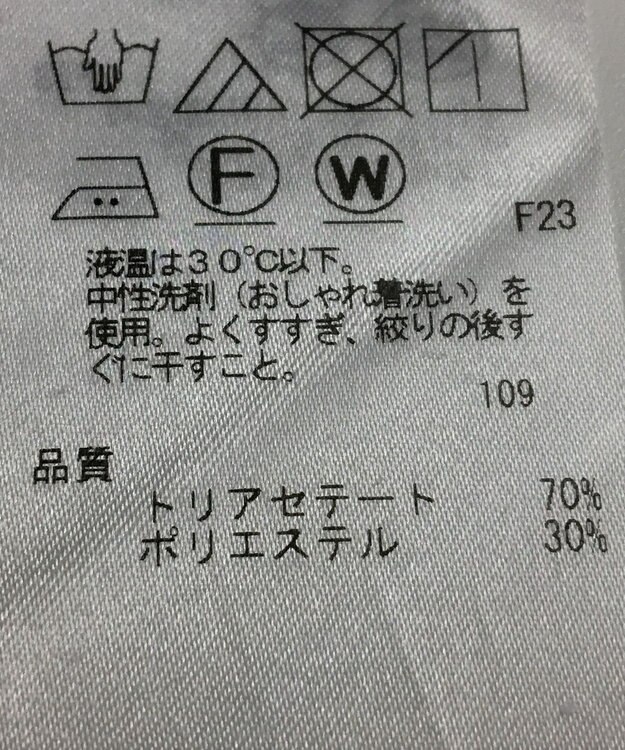 F W
F23
液温は30℃以下。
中性洗剤（おしゃれ着洗い）を
使用。よくすすぎ、絞りの後す
ぐに干すこと。
109
品質
トリアセテート 70%
ポリエステル 30%